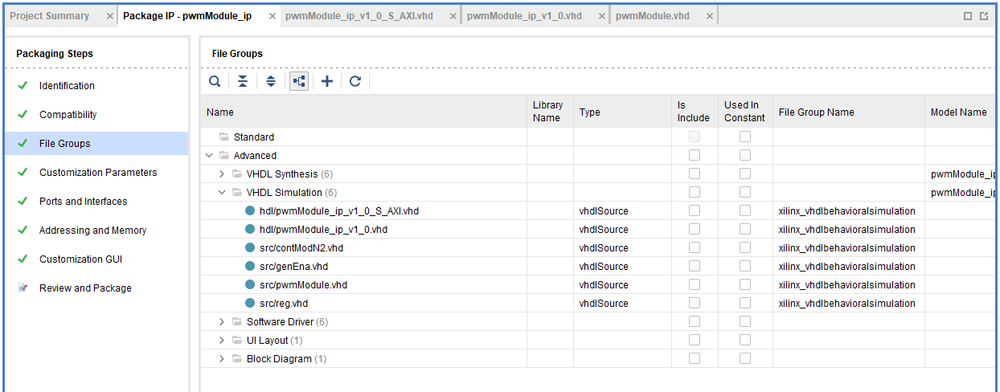 Project Summary
Package IP - pwmModule_ip
pwmModule_ip_v1_0_S_AXI.vhd
pwmModule_ip_v1_0.vhd
pwmModule.vhd
Packaging Steps
Identification
Compatibility
File Groups
Customization Parameters
Ports and Interfaces
Addressing and Memory
Customization GUI
Review and Package
File Groups
Name
Library Name
Type
Is Include
Used In Constant
File Group Name
Model Name
Standard
Advanced
VHDL Synthesis (6) pwmModule_ip
VHDL Simulation (6) pwmModule_ip
hdl/pwmModule_ip_v1_0_S_AXI.vhd vhdlSource xilinx_vhdlbehavioralsimulation
hdl/pwmModule_ip_v1_0.vhd vhdlSource xilinx_vhdlbehavioralsimulation
src/contModN2.vhd vhdlSource xilinx_vhdlbehavioralsimulation
src/genEna.vhd vhdlSource xilinx_vhdlbehavioralsimulation
src/pwmModule.vhd vhdlSource xilinx_vhdlbehavioralsimulation
src/reg.vhd vhdlSource xilinx_vhdlbehavioralsimulation
Software Driver (6)
UI Layout (1)
Block Diagram (1)